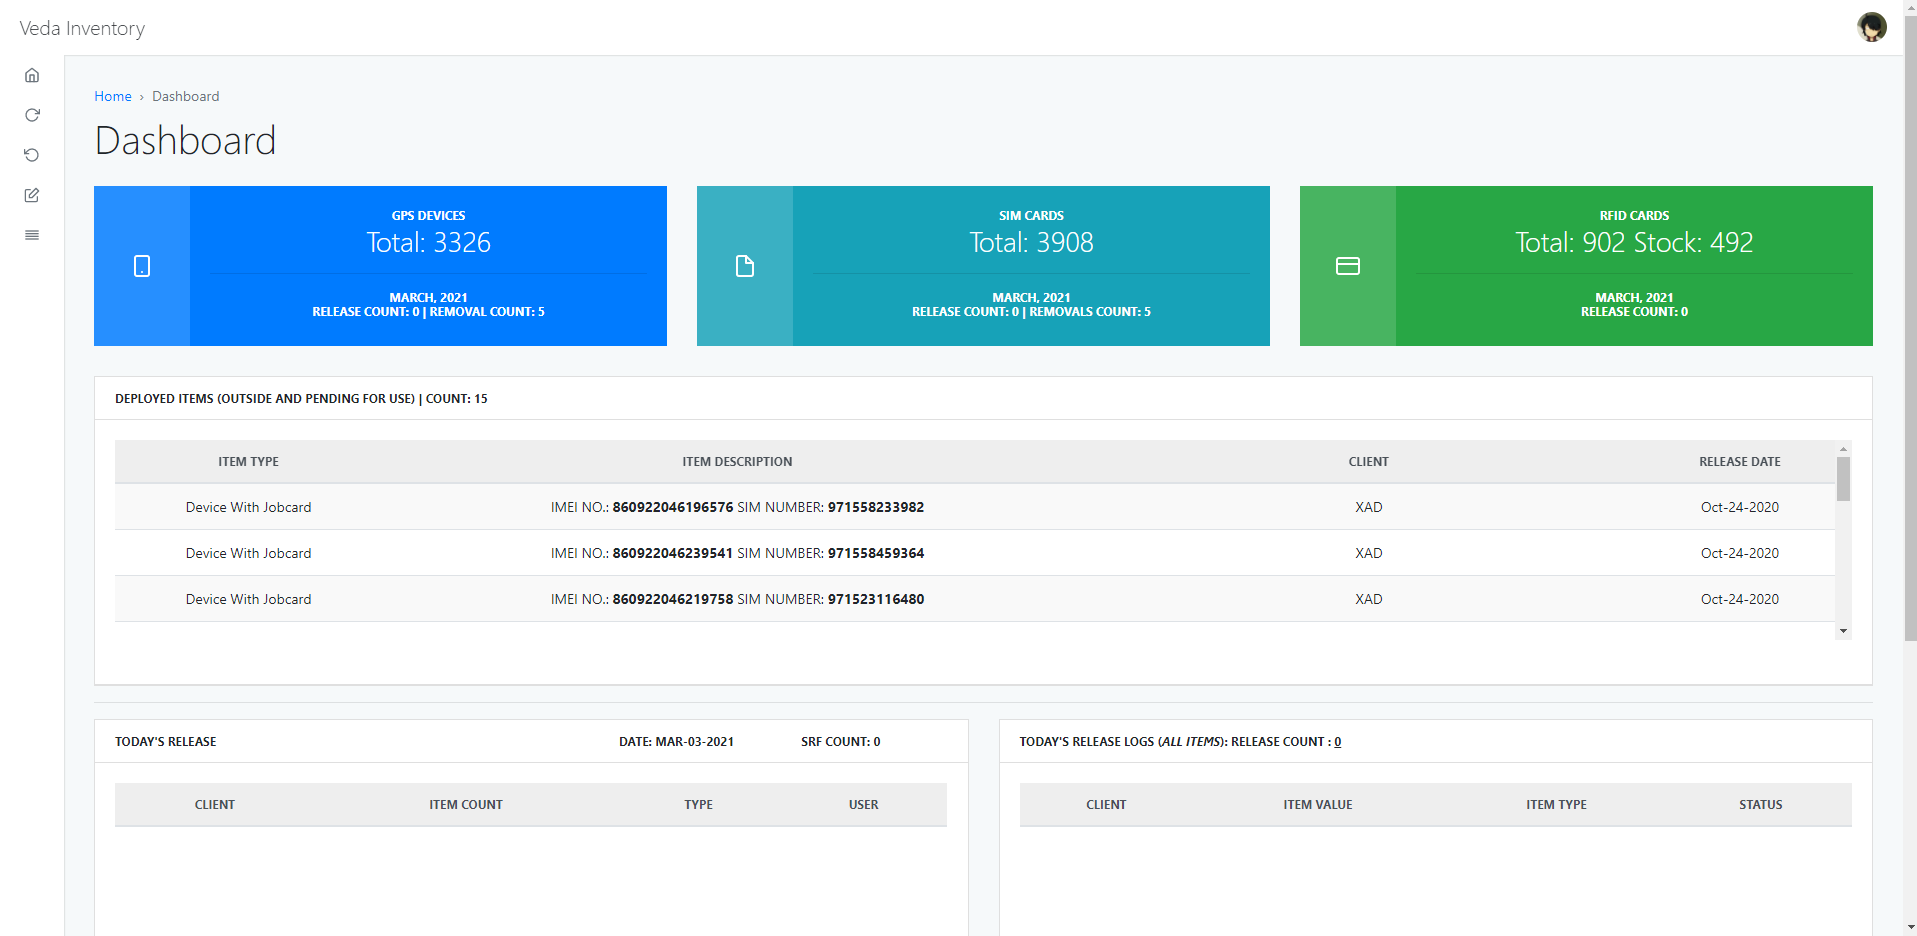 Veda Inventory
Home › Dashboard
Dashboard
GPS DEVICES
Total: 3326
MARCH, 2021
RELEASE COUNT: 0 | REMOVAL COUNT: 5
SIM CARDS
Total: 3908
MARCH, 2021
RELEASE COUNT: 0 | REMOVALS COUNT: 5
RFID CARDS
Total: 902 Stock: 492
MARCH, 2021
RELEASE COUNT: 0
DEPLOYED ITEMS (OUTSIDE AND PENDING FOR USE) | COUNT: 15
ITEM TYPE ITEM DESCRIPTION CLIENT RELEASE DATE
Device With Jobcard IMEI NO.: 860922046196576 SIM NUMBER: 971558233982 XAD Oct-24-2020
Device With Jobcard IMEI NO.: 860922046239541 SIM NUMBER: 971558459364 XAD Oct-24-2020
Device With Jobcard IMEI NO.: 860922046219758 SIM NUMBER: 971523116480 XAD Oct-24-2020
TODAY'S RELEASE DATE: MAR-03-2021 SRF COUNT: 0
CLIENT ITEM COUNT TYPE USER
TODAY'S RELEASE LOGS (ALL ITEMS): RELEASE COUNT : 0
CLIENT ITEM VALUE ITEM TYPE STATUS